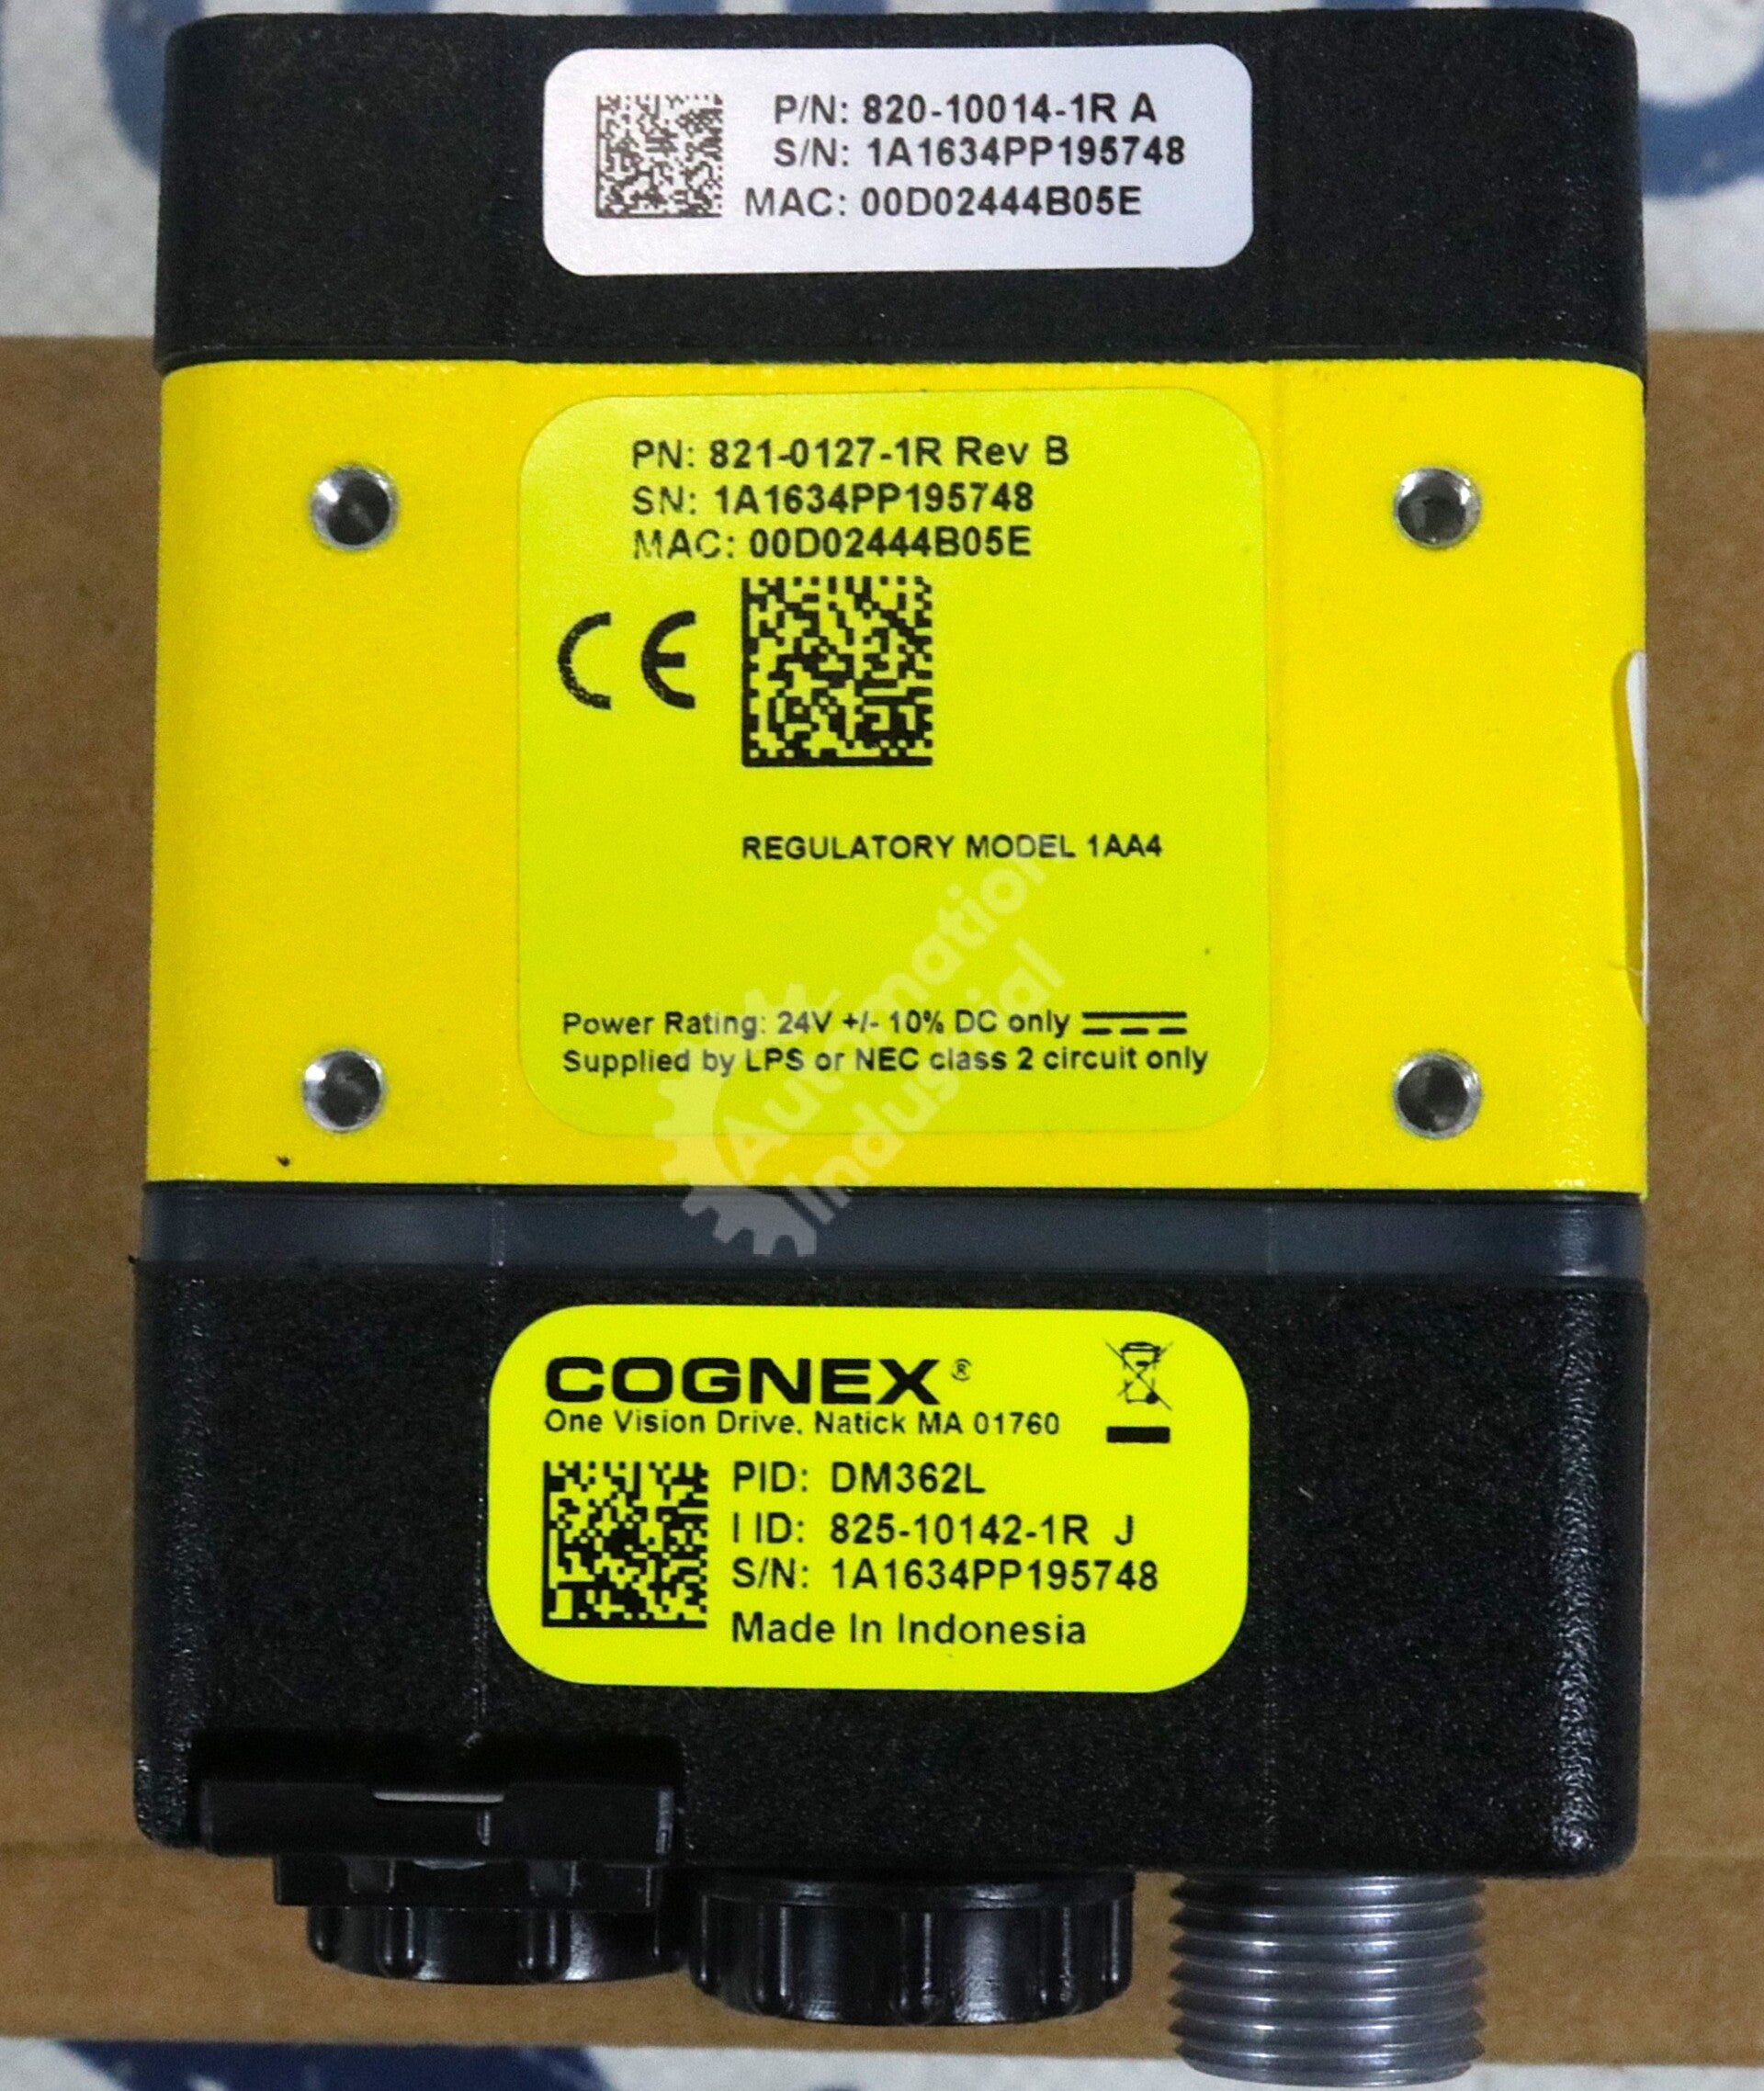 P/N: 820-10014-1R A
S/N: 1A1634PP195748
MAC: 00D02444B05E
PN: 821-0127-1R Rev B
SN: 1A1634PP195748
MAC: 00D02444B05E
CE
REGULATORY MODEL 1AA4
Power Rating: 24V +/- 10% DC only
Supplied by LPS or NEC class 2 circuit only
Automation
Industrial
COGNEX®
One Vision Drive, Natick MA 01760
PID: DM362L
I ID: 825-10142-1R J
S/N: 1A1634PP195748
Made In Indonesia